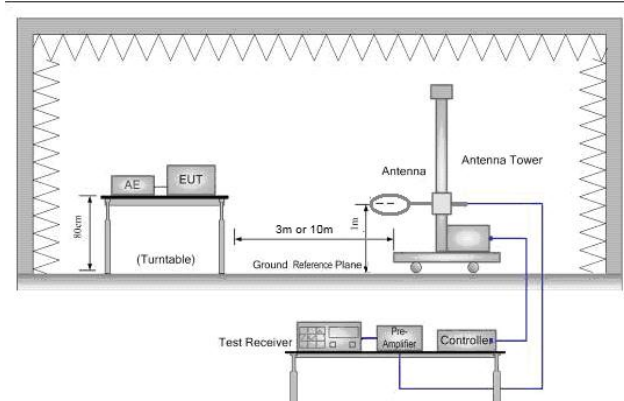 Antenna
Antenna Tower
AE
EUT
80cm
(Turntable)
3m or 10m
1m
Ground Reference Plane
Test Receiver
Pre-
Amplifier
Controller